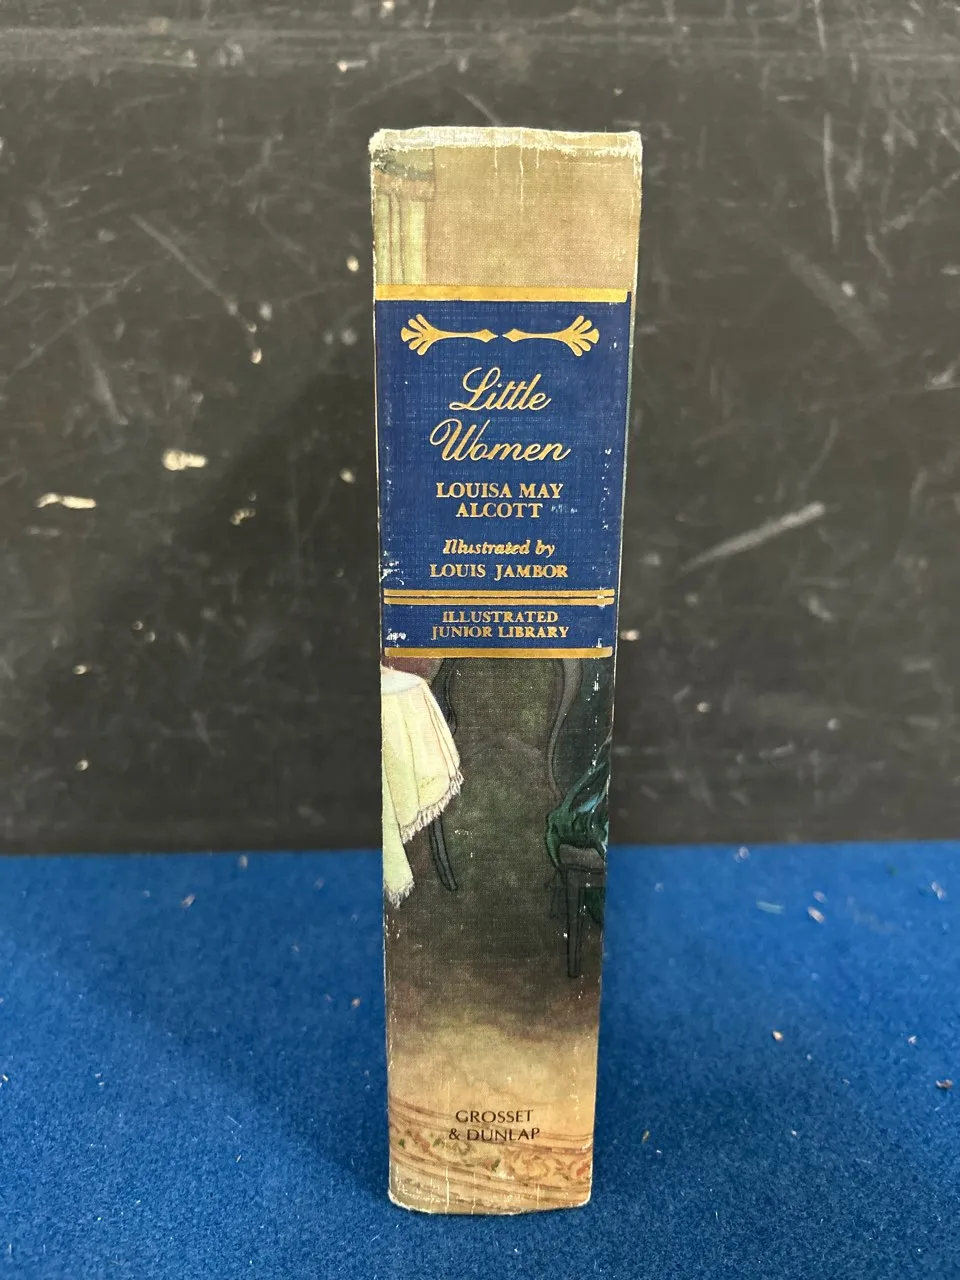 Little
Women
LOUISA MAY
ALCOTT
Illustrated by
LOUIS JAMBOR
ILLUSTRATED
JUNIOR LIBRARY
GROSSET
& DUNLAP